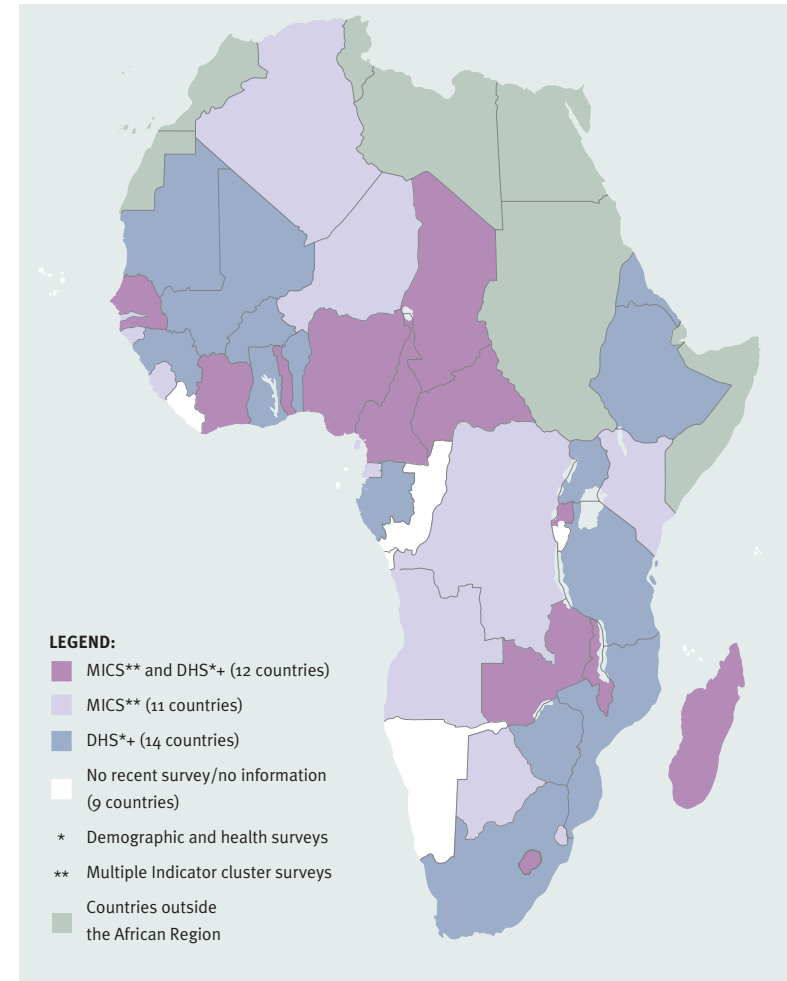 LEGEND:
MICS** and DHS*+ (12 countries)
MICS** (11 countries)
DHS*+ (14 countries)
No recent survey/no information
(9 countries)
* Demographic and health surveys
** Multiple Indicator cluster surveys
Countries outside
the African Region